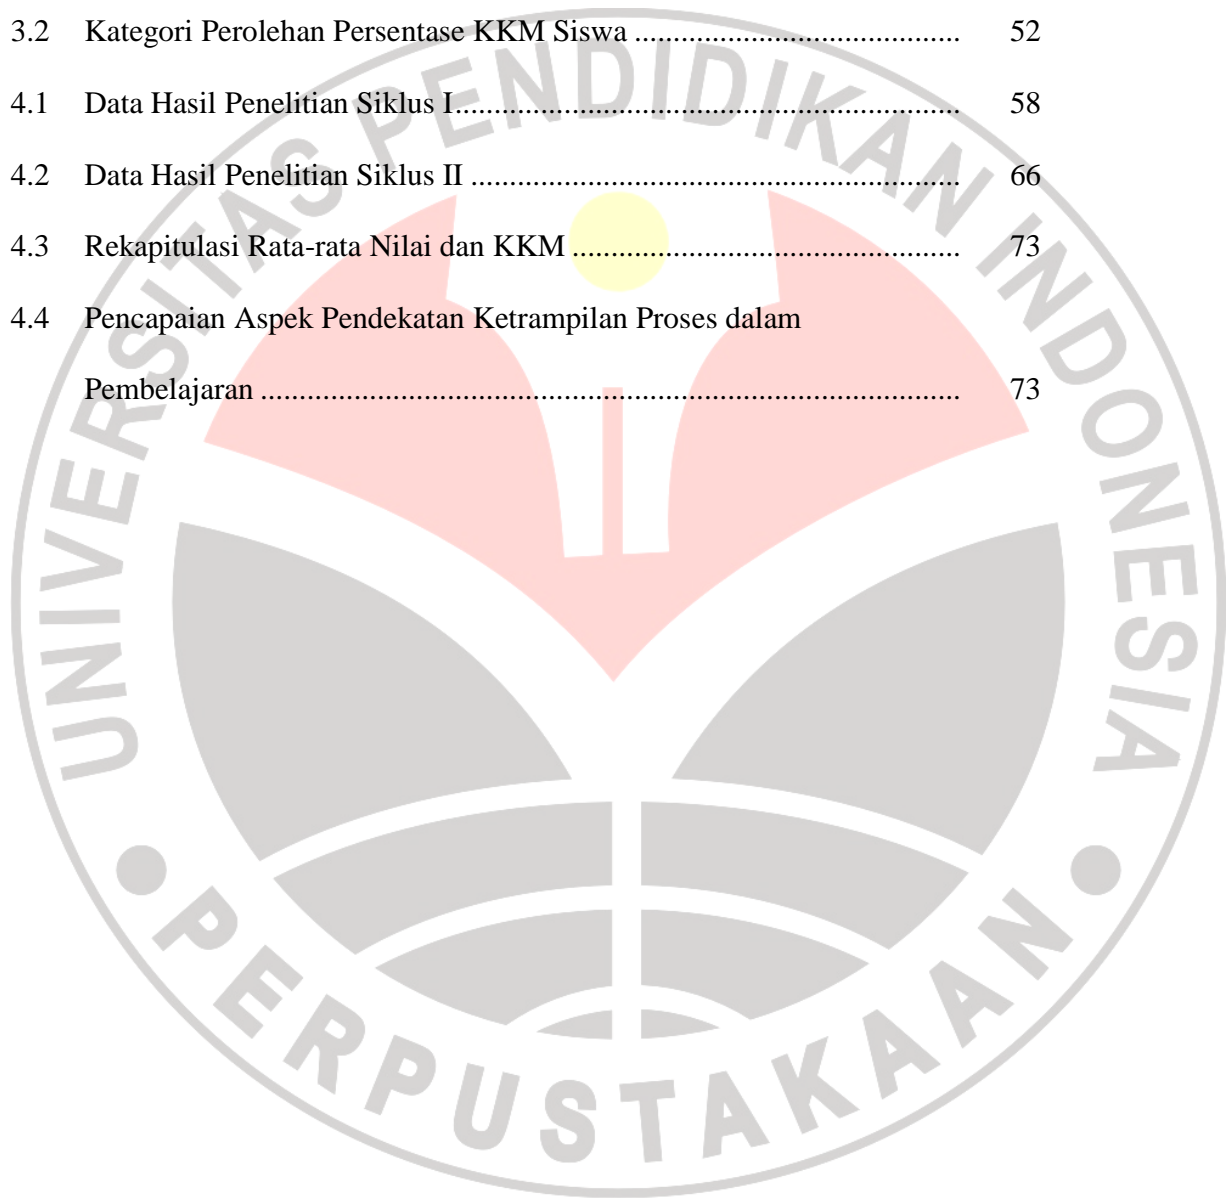 3.2 Kategori Perolehan Persentase KKM Siswa .......................................... 52
4.1 Data Hasil Penelitian Siklus I................................................................. 58
4.2 Data Hasil Penelitian Siklus II ............................................................... 66
4.3 Rekapitulasi Rata-rata Nilai dan KKM .................................................. 73
4.4 Pencapaian Aspek Pendekatan Ketrampilan Proses dalam
Pembelajaran .......................................................................................... 73
UNIVERSITAS PENDIDIKAN INDONESIA
PERPUSTAKAAN